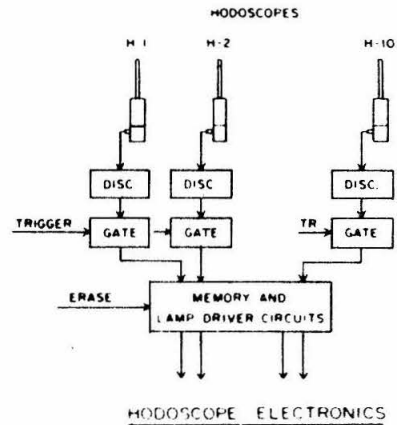 HODOSCOPES
H-1 H-2 H-10
DISC DISC DISC.
TRIGGER GATE GATE TR GATE
ERASE MEMORY AND
LAMP DRIVER CIRCUITS
HODOSCOPE ELECTRONICS